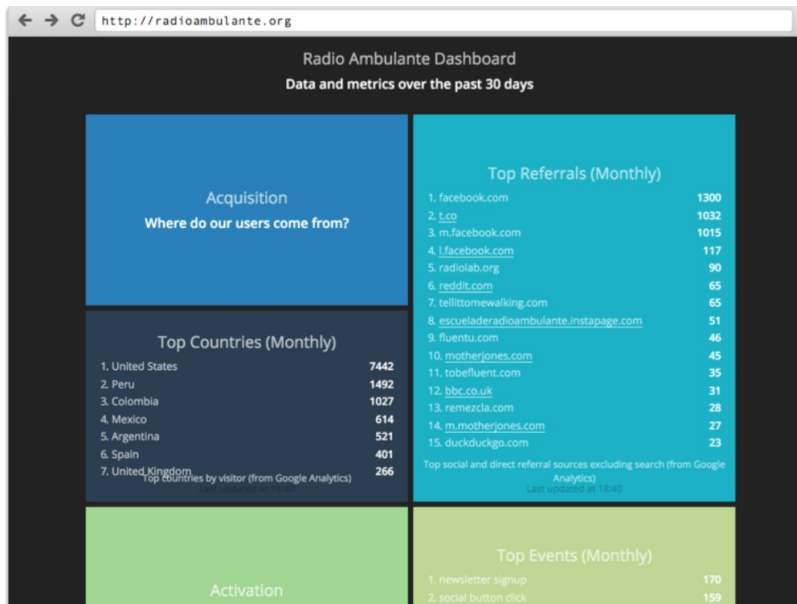 http://radioambulante.org
Radio Ambulante Dashboard
Data and metrics over the past 30 days
Acquisition
Where do our users come from?
Top Countries (Monthly)
1. United States 7442
2. Peru 1492
3. Colombia 1027
4. Mexico 614
5. Argentina 521
6. Spain 401
7. United Kingdom 266
Top countries by visitor (from Google Analytics)
Last updated at 18:40
Top Referrals (Monthly)
1. facebook.com 1300
2. t.co 1032
3. m.facebook.com 1015
4. l.facebook.com 117
5. radiolab.org 90
6. reddit.com 65
7. tellittomewalking.com 65
8. escueladeradioambulante.instapage.com 51
9. fluentu.com 46
10. motherjones.com 45
11. tobefluent.com 35
12. bbc.co.uk 31
13. remezcla.com 28
14. m.motherjones.com 27
15. duckduckgo.com 23
Top social and direct referral sources excluding search (from Google
Analytics)
Last updated at 18:40
Activation
Top Events (Monthly)
1. newsletter signup 170
2. social button click 159